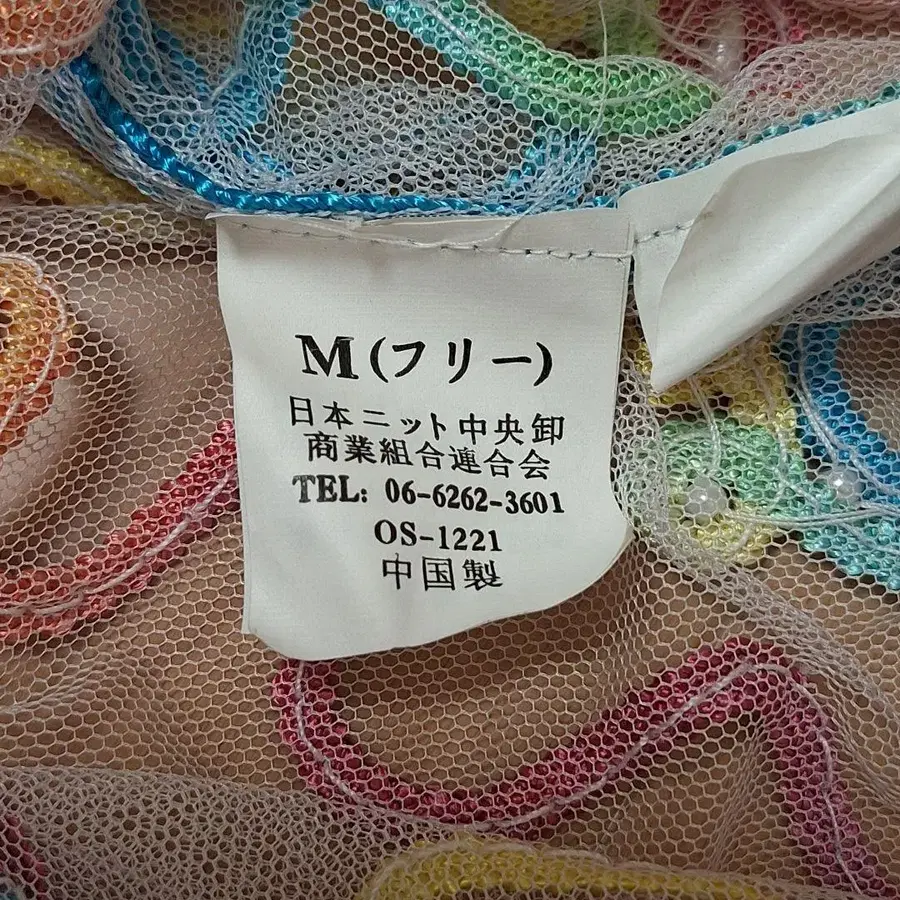 M(フリー)
日本ニット中央卸
商業組合連合会
TEL: 06-6262-3601
OS-1221
中国製